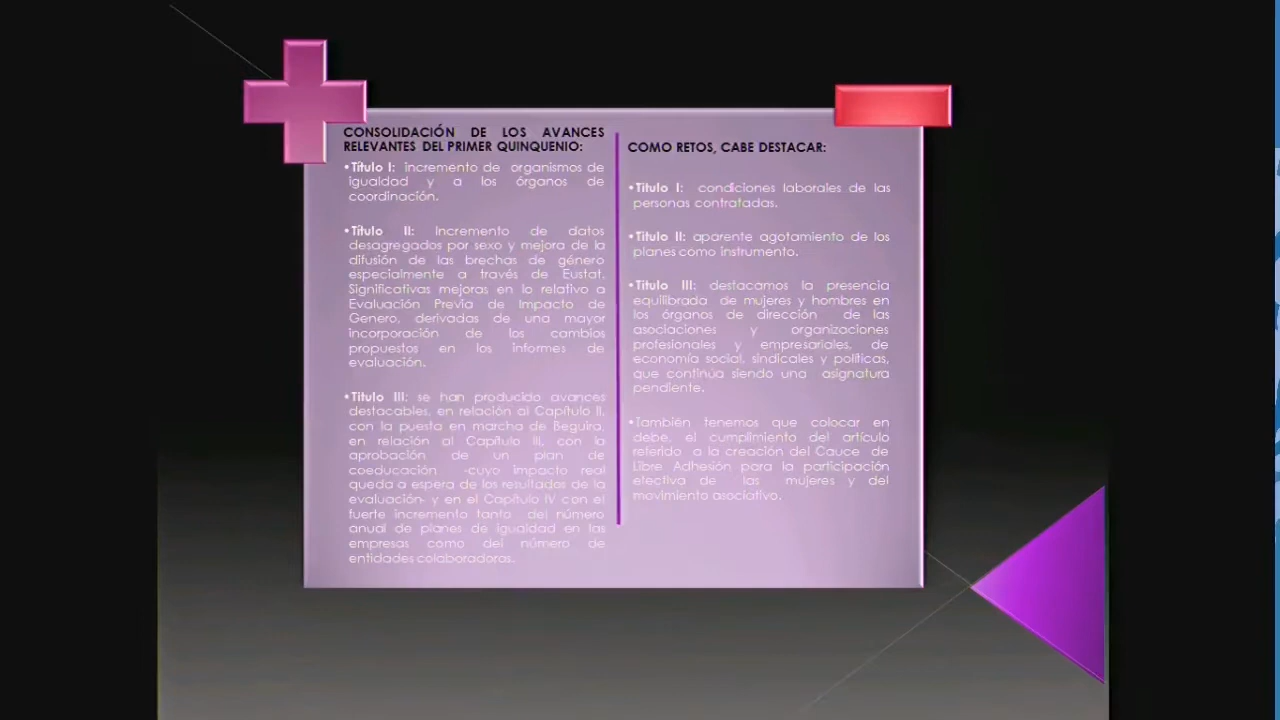 CONSOLIDACIÓN DE LOS AVANCES
RELEVANTES DEL PRIMER QUINQUENIO:
•Título I: incremento de organismos de
igualdad y a los órganos de
coordinación.
•Título II: Incremento de datos
desagregados por sexo y mejora de la
difusión de las brechas de género
especialmente a través de Eustat.
Significativas mejoras en lo relativo a
Evaluación Previa de Impacto de
Genero, derivadas de una mayor
incorporación de los cambios
propuestos en los informes de
evaluación.
•Título III: se han producido avances
destacables, en relación al Capítulo II,
con la puesta en marcha de Beguira,
en relación al Capítulo III, con la
aprobación de un plan de
coeducación -cuyo impacto real
queda a espera de los resultados de la
evaluación- y en el Capítulo IV con el
fuerte incremento tanto del número
anual de planes de igualdad en las
empresas como del número de
entidades colaboradoras.
COMO RETOS, CABE DESTACAR:
•Título I: condiciones laborales de las
personas contratadas.
•Título II: aparente agotamiento de los
planes como instrumento.
•Título III: destacamos la presencia
equilibrada de mujeres y hombres en
los órganos de dirección de las
asociaciones y organizaciones
profesionales y empresariales, de
economía social, sindicales y políticas,
que continúa siendo una asignatura
pendiente.
•También tenemos que colocar en
debe, el cumplimiento del artículo
referido a la creación del Cauce de
Libre Adhesión para la participación
efectiva de las mujeres y del
movimiento asociativo.